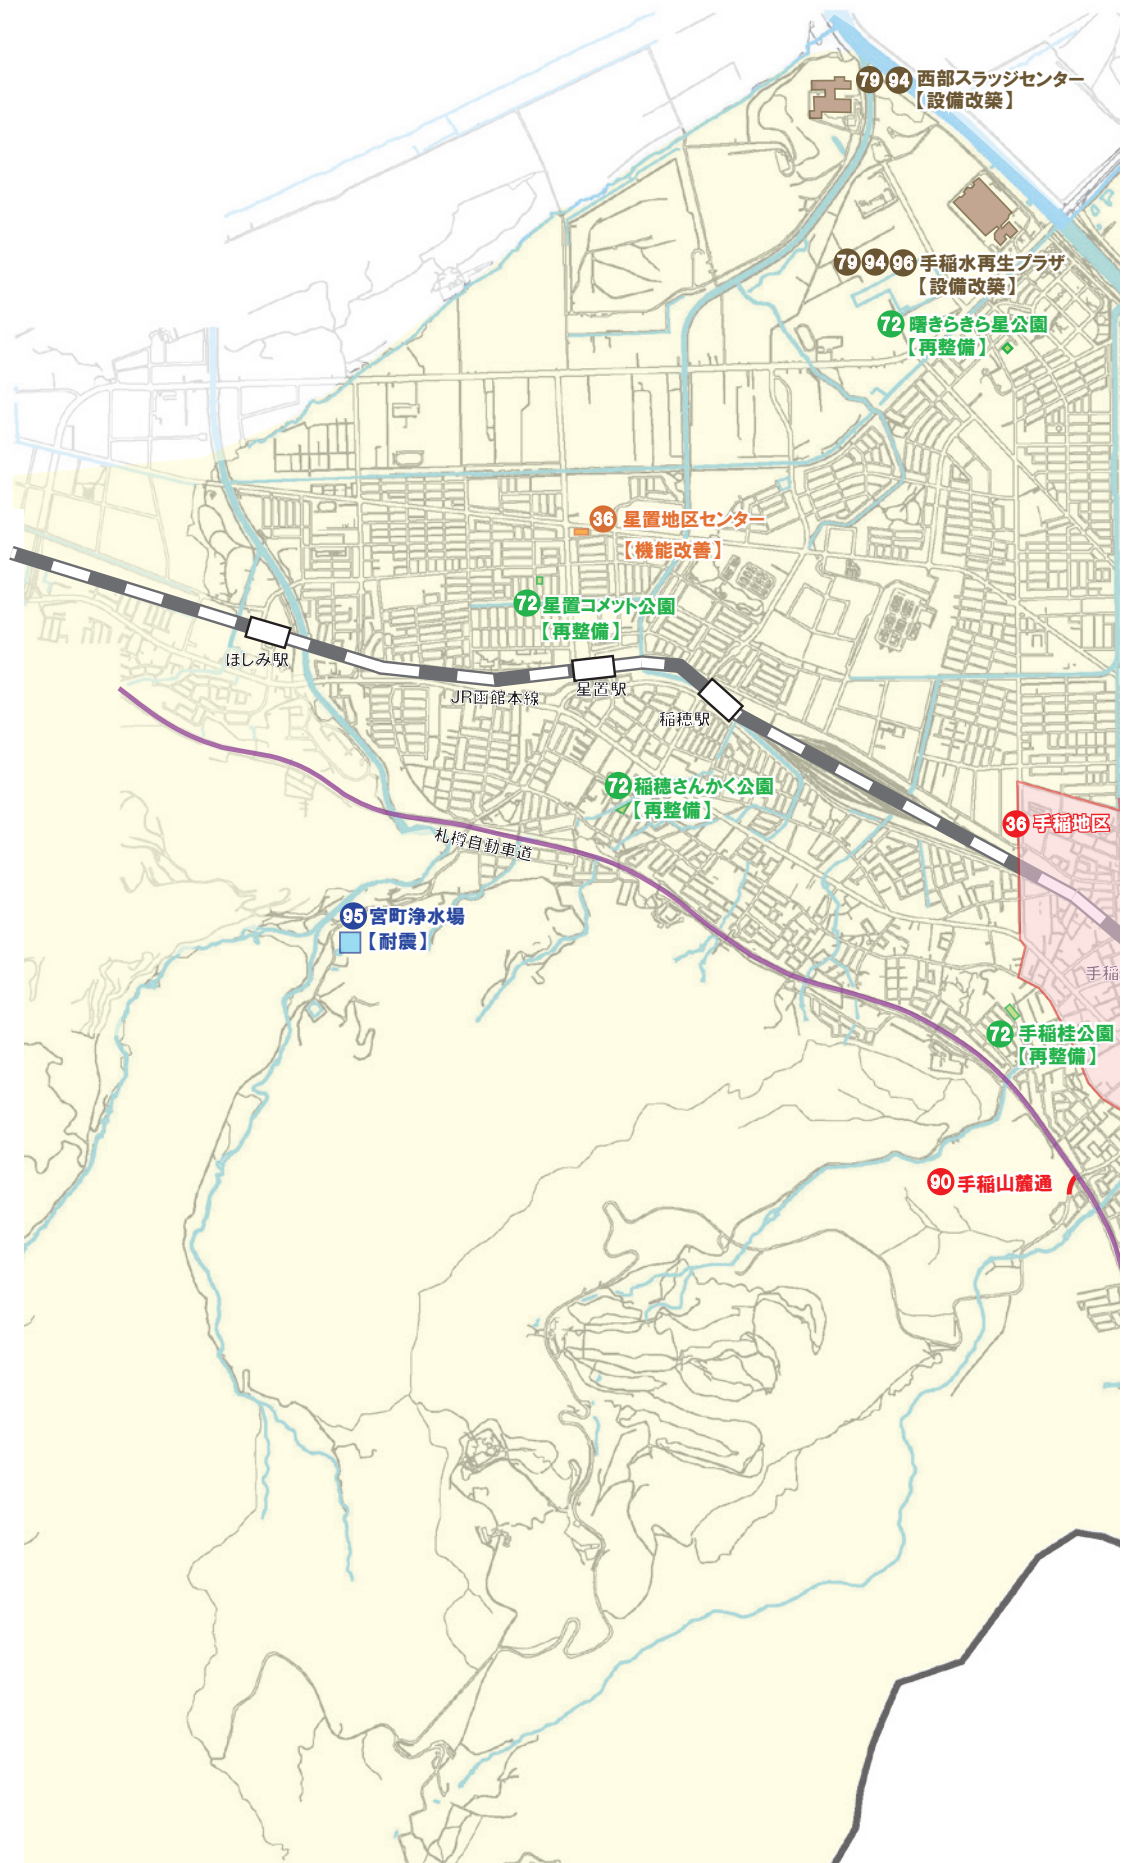 79 94 西部スラッジセンター
【設備改築】
79 94 96 手稲水再生プラザ
【設備改築】
72 曙きらきら星公園
【再整備】
36 星置地区センター
【機能改善】
72 星置コメット公園
【再整備】
ほしみ駅
JR函館本線
星置駅
稲穂駅
72 稲穂さんかく公園
【再整備】
36 手稲地区
札樽自動車道
95 宮町浄水場
【耐震】
手稲
72 手稲桂公園
【再整備】
90 手稲山麓通